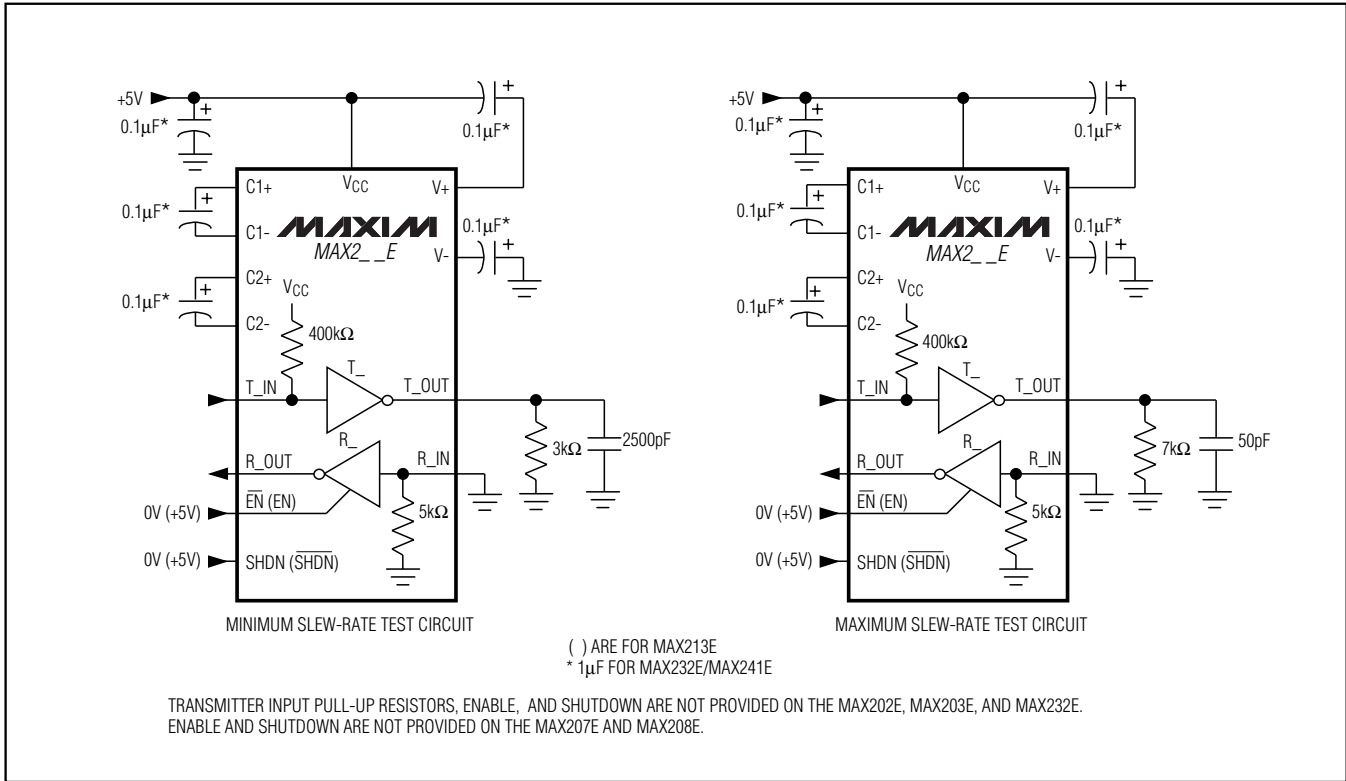 +5V
0.1µF*
0.1µF*
VCC
V+
C1+
0.1µF*
C1-
MAXIM
MAX2_ _E
0.1µF*
V-
C2+
0.1µF*
C2-
VCC
400kΩ
T_
T_IN
T_OUT
3kΩ
2500pF
R_
R_OUT
R_IN
0V (+5V)
EN (EN)
5kΩ
0V (+5V)
SHDN (SHDN)
MINIMUM SLEW-RATE TEST CIRCUIT
+5V
0.1µF*
0.1µF*
VCC
V+
C1+
0.1µF*
C1-
MAXIM
MAX2_ _E
0.1µF*
V-
C2+
0.1µF*
C2-
VCC
400kΩ
T_
T_IN
T_OUT
7kΩ
50pF
R_
R_OUT
R_IN
0V (+5V)
EN (EN)
5kΩ
0V (+5V)
SHDN (SHDN)
MAXIMUM SLEW-RATE TEST CIRCUIT
( ) ARE FOR MAX213E
* 1µF FOR MAX232E/MAX241E
TRANSMITTER INPUT PULL-UP RESISTORS, ENABLE, AND SHUTDOWN ARE NOT PROVIDED ON THE MAX202E, MAX203E, AND MAX232E.
ENABLE AND SHUTDOWN ARE NOT PROVIDED ON THE MAX207E AND MAX208E.